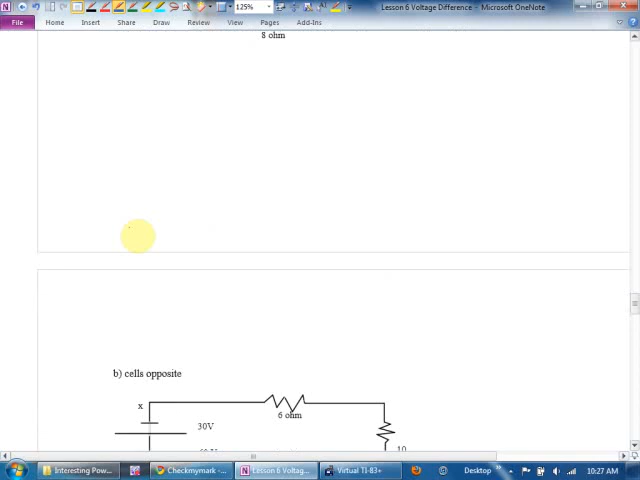 125%
Lesson 6 Voltage Difference - Microsoft OneNote
File Home Insert Share Draw Review View Pages Add-Ins
8 ohm
b) cells opposite
x
6 ohm
30V
10
Interesting Pow...
Checkmymark - ...
Lesson 6 Voltag...
Virtual TI-83+
Desktop
10:27 AM